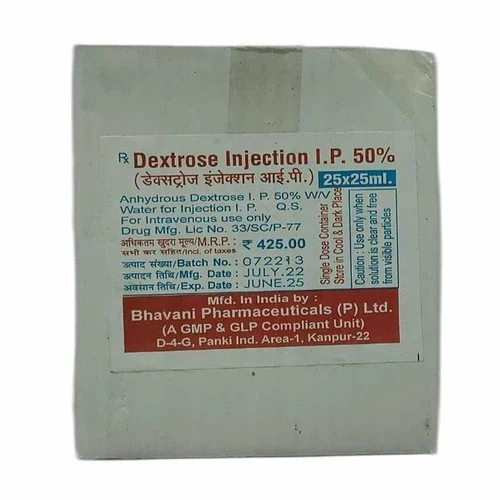 Rx Dextrose Injection I.P. 50%
(डेक्सट्रोज इंजेक्शन आई.पी.)
25x25ml.
Anhydrous Dextrose I. P. 50% W/V
Water for Injection I. P. Q.S.
For Intravenous use only
Drug Mfg. Lic No. 33/SC/P-77
अधिकतम खुदरा मूल्य/M.R.P. : ₹ 425.00
सभी कर सहित/Incl. of taxes
उत्पाद संख्या/Batch No. : 072213
उत्पादन तिथि/Mfg. Date : JULY.22
अवसान तिथि/Exp. Date : JUNE.25
Single Dose Container
Store in Cool & Dark Place
Caution : Use only when
solution is clear and free
from visible particles
Mfd. In India by :
Bhavani Pharmaceuticals (P) Ltd.
(A GMP & GLP Compliant Unit)
D-4-G, Panki Ind. Area-1, Kanpur-22